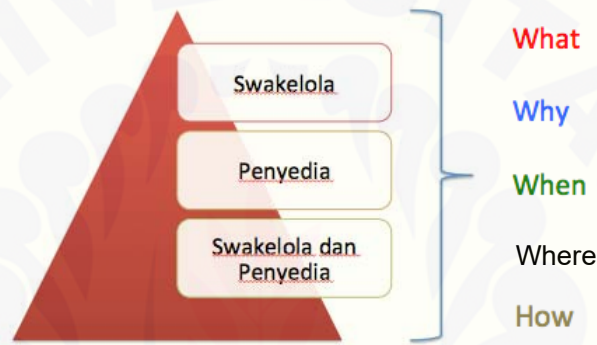 Swakelola
Penyedia
Swakelola dan
Penyedia
What
Why
When
Where
How